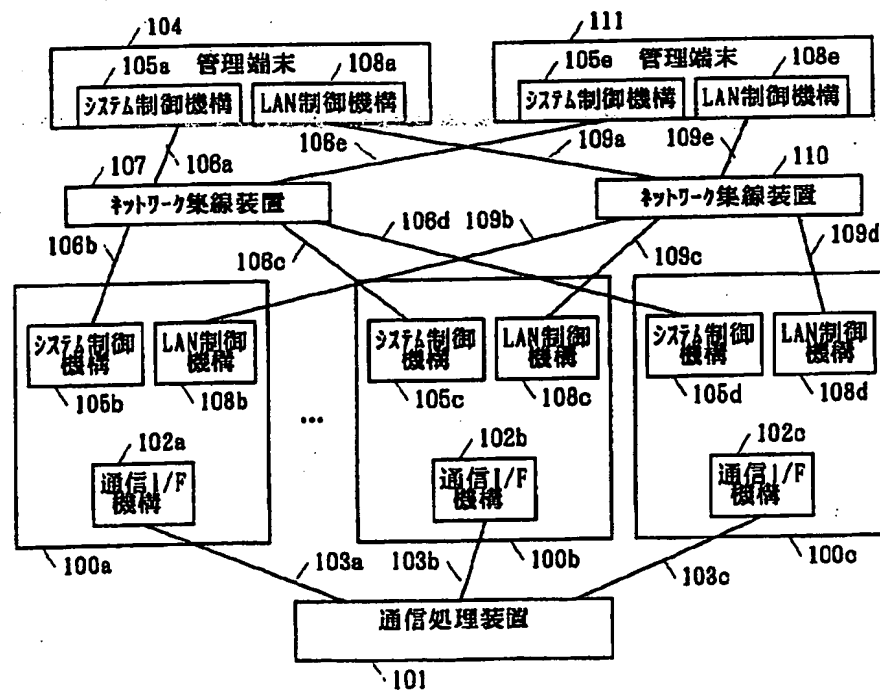 104
111
105a 管理端末 108a
105e 管理端末 108e
システム制御機構 LAN制御機構
システム制御機構 LAN制御機構
106a 106e 109a 109e
107 110
ネットワーク集線装置 ネットワーク集線装置
106b 106c 106d 109b 109c 109d
システム制御
機構
LAN制御
機構
システム制御
機構
LAN制御
機構
システム制御
機構
LAN制御
機構
105b 108b 105c 108c 105d 108d
...
102a 102b 102c
通信I/F
機構
通信I/F
機構
通信I/F
機構
100a 103a 103b 100b 103c 100c
通信処理装置
101